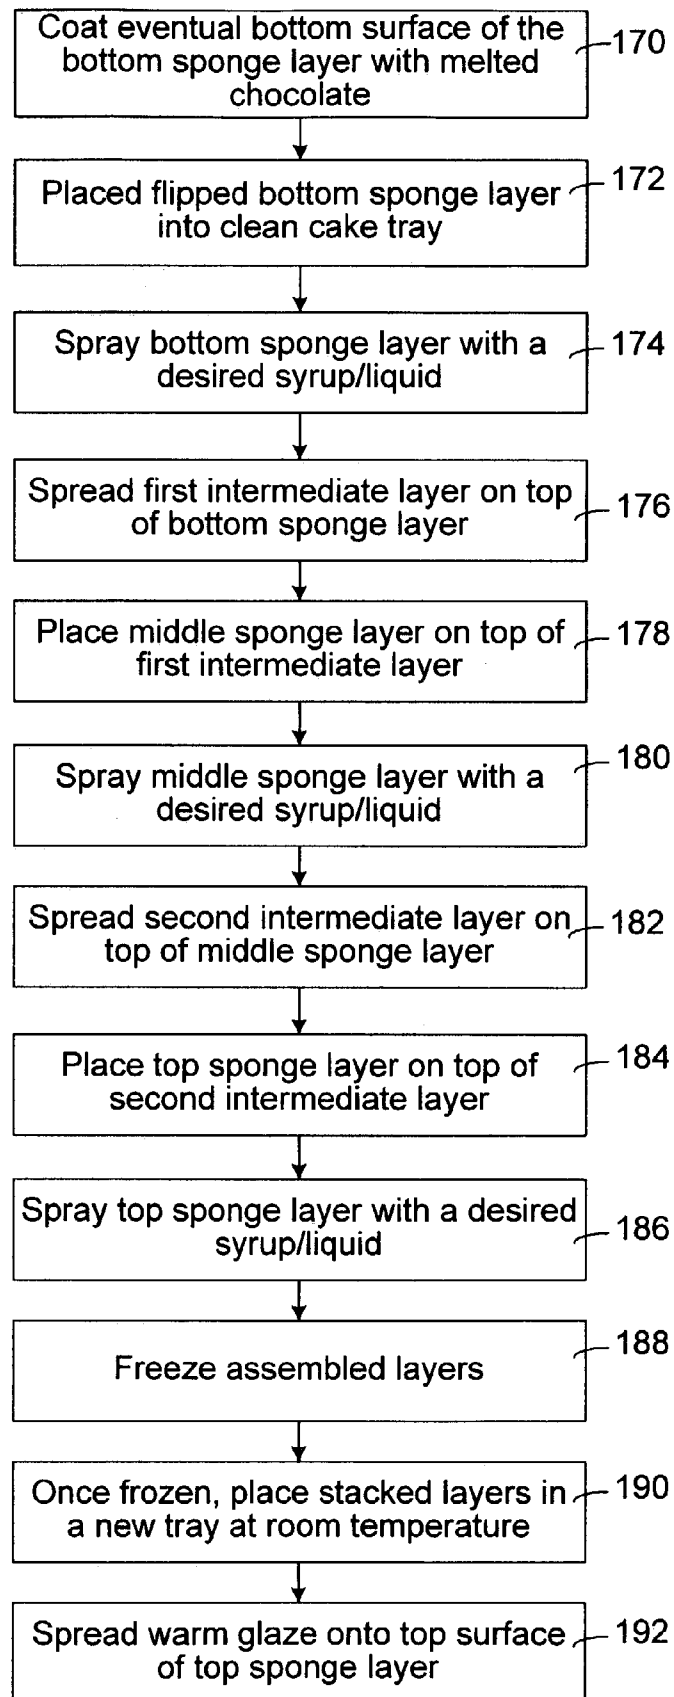 Coat eventual bottom surface of the
bottom sponge layer with melted
chocolate
170
Placed flipped bottom sponge layer
into clean cake tray
172
Spray bottom sponge layer with a
desired syrup/liquid
174
Spread first intermediate layer on top
of bottom sponge layer
176
Place middle sponge layer on top of
first intermediate layer
178
Spray middle sponge layer with a
desired syrup/liquid
180
Spread second intermediate layer on
top of middle sponge layer
182
Place top sponge layer on top of
second intermediate layer
184
Spray top sponge layer with a desired
syrup/liquid
186
Freeze assembled layers
188
Once frozen, place stacked layers in
a new tray at room temperature
190
Spread warm glaze onto top surface
of top sponge layer
192